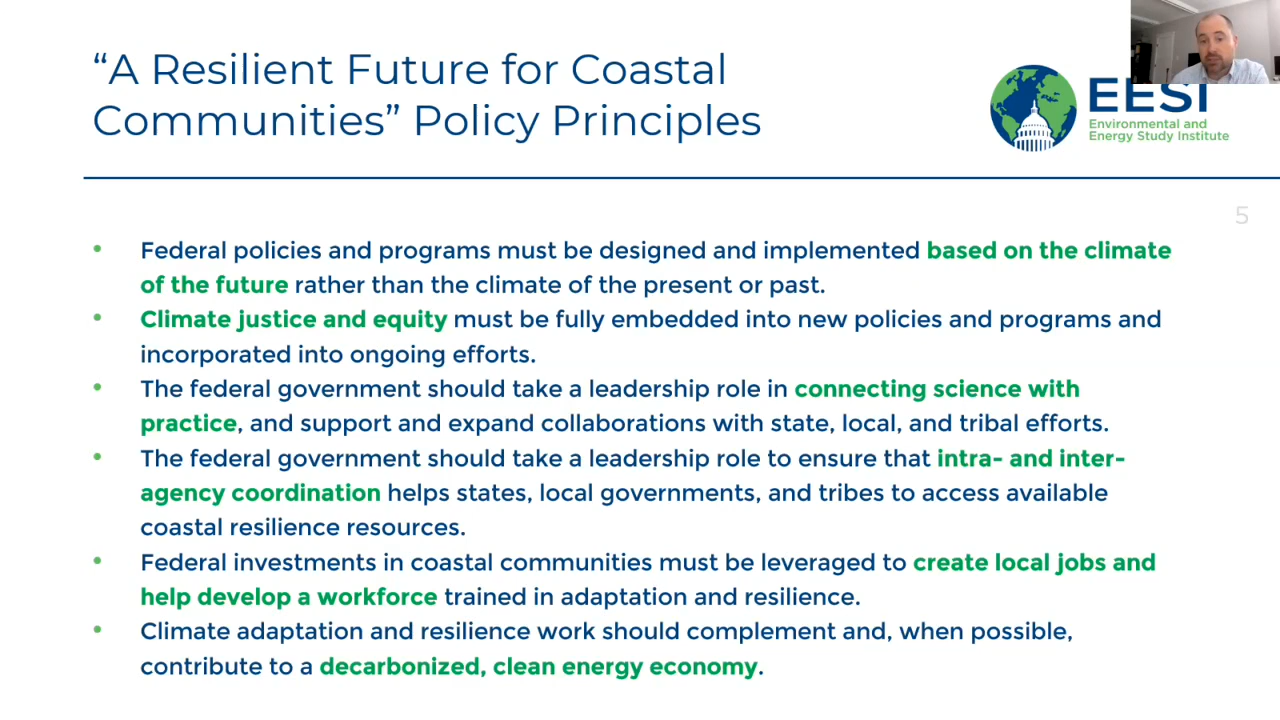 “A Resilient Future for Coastal
Communities” Policy Principles
EESI
Environmental and
Energy Study Institute
5
• Federal policies and programs must be designed and implemented based on the climate
of the future rather than the climate of the present or past.
• Climate justice and equity must be fully embedded into new policies and programs and
incorporated into ongoing efforts.
• The federal government should take a leadership role in connecting science with
practice, and support and expand collaborations with state, local, and tribal efforts.
• The federal government should take a leadership role to ensure that intra- and inter-
agency coordination helps states, local governments, and tribes to access available
coastal resilience resources.
• Federal investments in coastal communities must be leveraged to create local jobs and
help develop a workforce trained in adaptation and resilience.
• Climate adaptation and resilience work should complement and, when possible,
contribute to a decarbonized, clean energy economy.